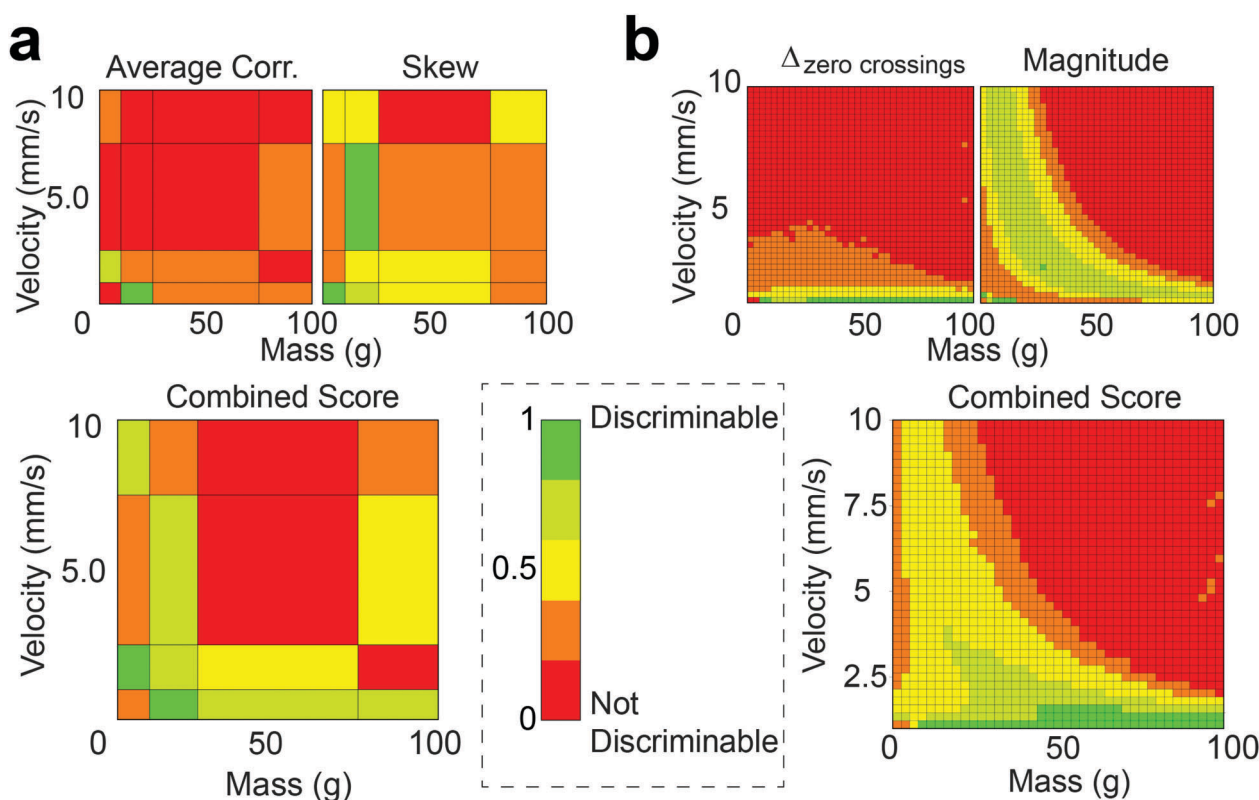 a
Average Corr.
Skew
10
5.0
0
Velocity (mm/s)
50
100
50
100
Mass (g)
b
Δzero crossings
Magnitude
10
5
0
Velocity (mm/s)
50
100
50
100
Mass (g)
Combined Score
10
5.0
0
Velocity (mm/s)
0
50
100
Mass (g)
1
Discriminable
0.5
0
Not
Discriminable
Combined Score
10
7.5
5
2.5
Velocity (mm/s)
0
50
100
Mass (g)